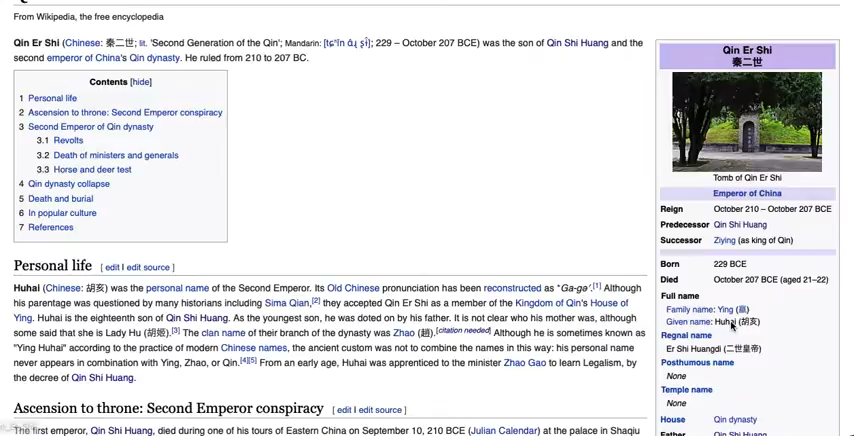 From Wikipedia, the free encyclopedia
Qin Er Shi (Chinese: 秦二世; lit. 'Second Generation of the Qin'; Mandarin: [tɕʰǐn âɻ ʂɨ̂]; 229 – October 207 BCE) was the son of Qin Shi Huang and the
second emperor of China's Qin dynasty. He ruled from 210 to 207 BC.
Contents [hide]
1 Personal life
2 Ascension to throne: Second Emperor conspiracy
3 Second Emperor of Qin dynasty
3.1 Revolts
3.2 Death of ministers and generals
3.3 Horse and deer test
4 Qin dynasty collapse
5 Death and burial
6 In popular culture
7 References
Personal life [ edit | edit source ]
Huhai (Chinese: 胡亥) was the personal name of the Second Emperor. Its Old Chinese pronunciation has been reconstructed as *Ga-gəʼ.[1] Although
his parentage was questioned by many historians including Sima Qian,[2] they accepted Qin Er Shi as a member of the Kingdom of Qin's House of
Ying. Huhai is the eighteenth son of Qin Shi Huang. As the youngest son, he was doted on by his father. It is not clear who his mother was, although
some said that she is Lady Hu (胡姬).[3] The clan name of their branch of the dynasty was Zhao (趙).[citation needed] Although he is sometimes known as
"Ying Huhai" according to the practice of modern Chinese names, the ancient custom was not to combine the names in this way: his personal name
never appears in combination with Ying, Zhao, or Qin.[4][5] From an early age, Huhai was apprenticed to the minister Zhao Gao to learn Legalism, by
the decree of Qin Shi Huang.
Ascension to throne: Second Emperor conspiracy [ edit | edit source ]
The first emperor, Qin Shi Huang, died during one of his tours of Eastern China on September 10, 210 BCE (Julian Calendar) at the palace in Shaqiu
Qin Er Shi
秦二世
Tomb of Qin Er Shi
Emperor of China
Reign October 210 – October 207 BCE
Predecessor Qin Shi Huang
Successor Ziying (as king of Qin)
Born 229 BCE
Died October 207 BCE (aged 21–22)
Full name
Family name: Ying (嬴)
Given name: Huhai (胡亥)
Regnal name
Er Shi Huangdi (二世皇帝)
Posthumous name
None
Temple name
None
House Qin dynasty
Father Qin Shi Huang